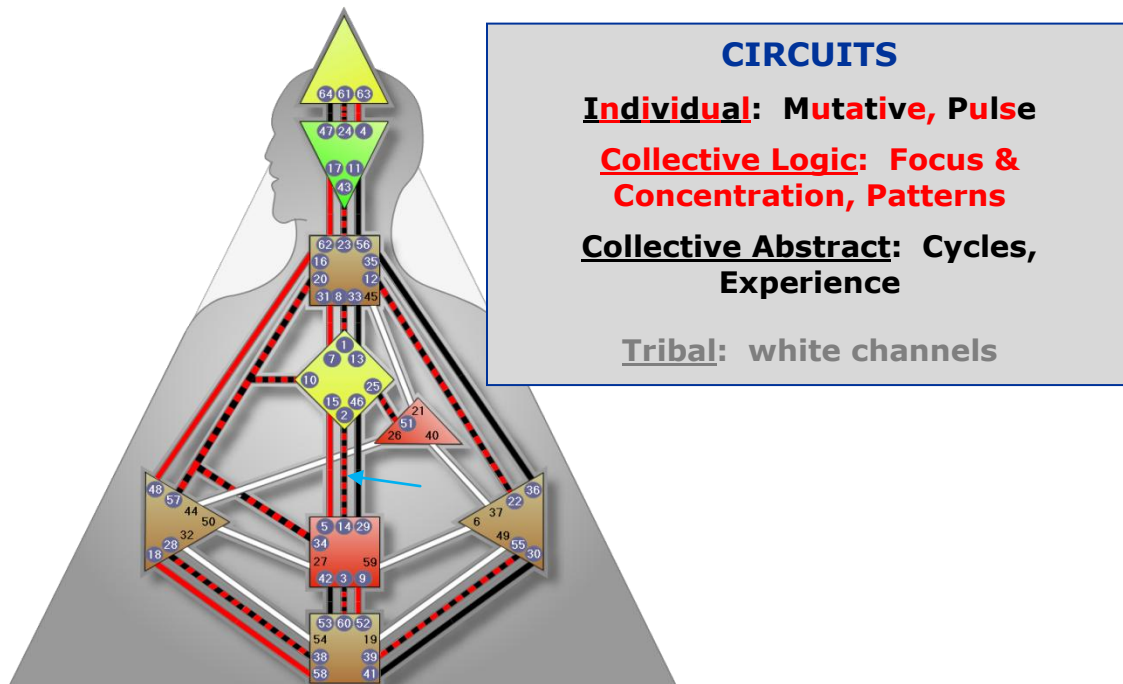 CIRCUITS
Individual: Mutative, Pulse
Collective Logic: Focus &
Concentration, Patterns
Collective Abstract: Cycles,
Experience
Tribal: white channels
64 61 63
47 24 4
17 11
43
62 23 56
16 35
20 12
31 8 33 45
1
7 13
10 25
15 46
2
21
51
26 40
48
57
44
50
32
28
18
36
22
37
6
49
55
30
5 14 29
34
27 59
42 3 9
53 60 52
54 19
38 39
58 41